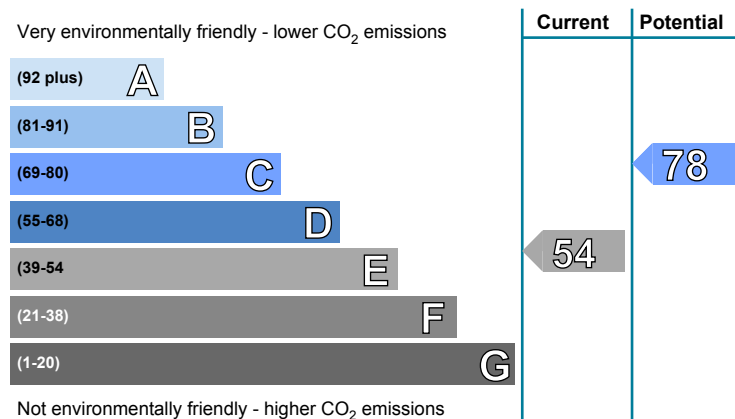 Very environmentally friendly - lower CO₂ emissions
Current
Potential
(92 plus) A
(81-91) B
(69-80) C
78
(55-68) D
(39-54 E
54
(21-38) F
(1-20) G
Not environmentally friendly - higher CO₂ emissions